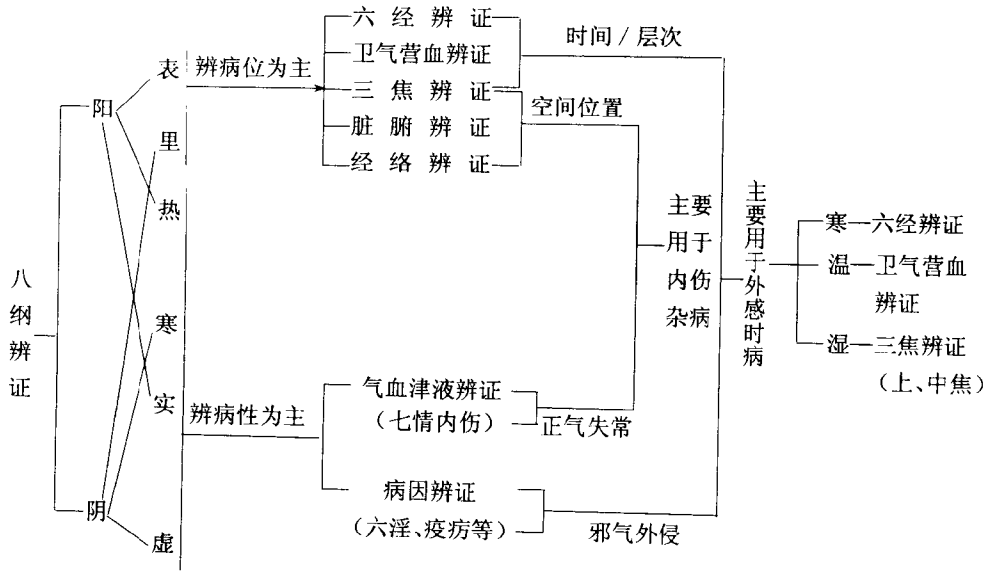 八纲辨证
阳
阴
表
里
热
寒
实
虚
辨病位为主
六经辨证
卫气营血辨证
三焦辨证
脏腑辨证
经络辨证
时间/层次
空间位置
辨病性为主
气血津液辨证
(七情内伤)
正气失常
病因辨证
(六淫、疫疠等)
邪气外侵
主要
用于
内伤
杂病
主要用于外感时病
寒—六经辨证
温—卫气营血
辨证
湿—三焦辨证
(上、中焦)